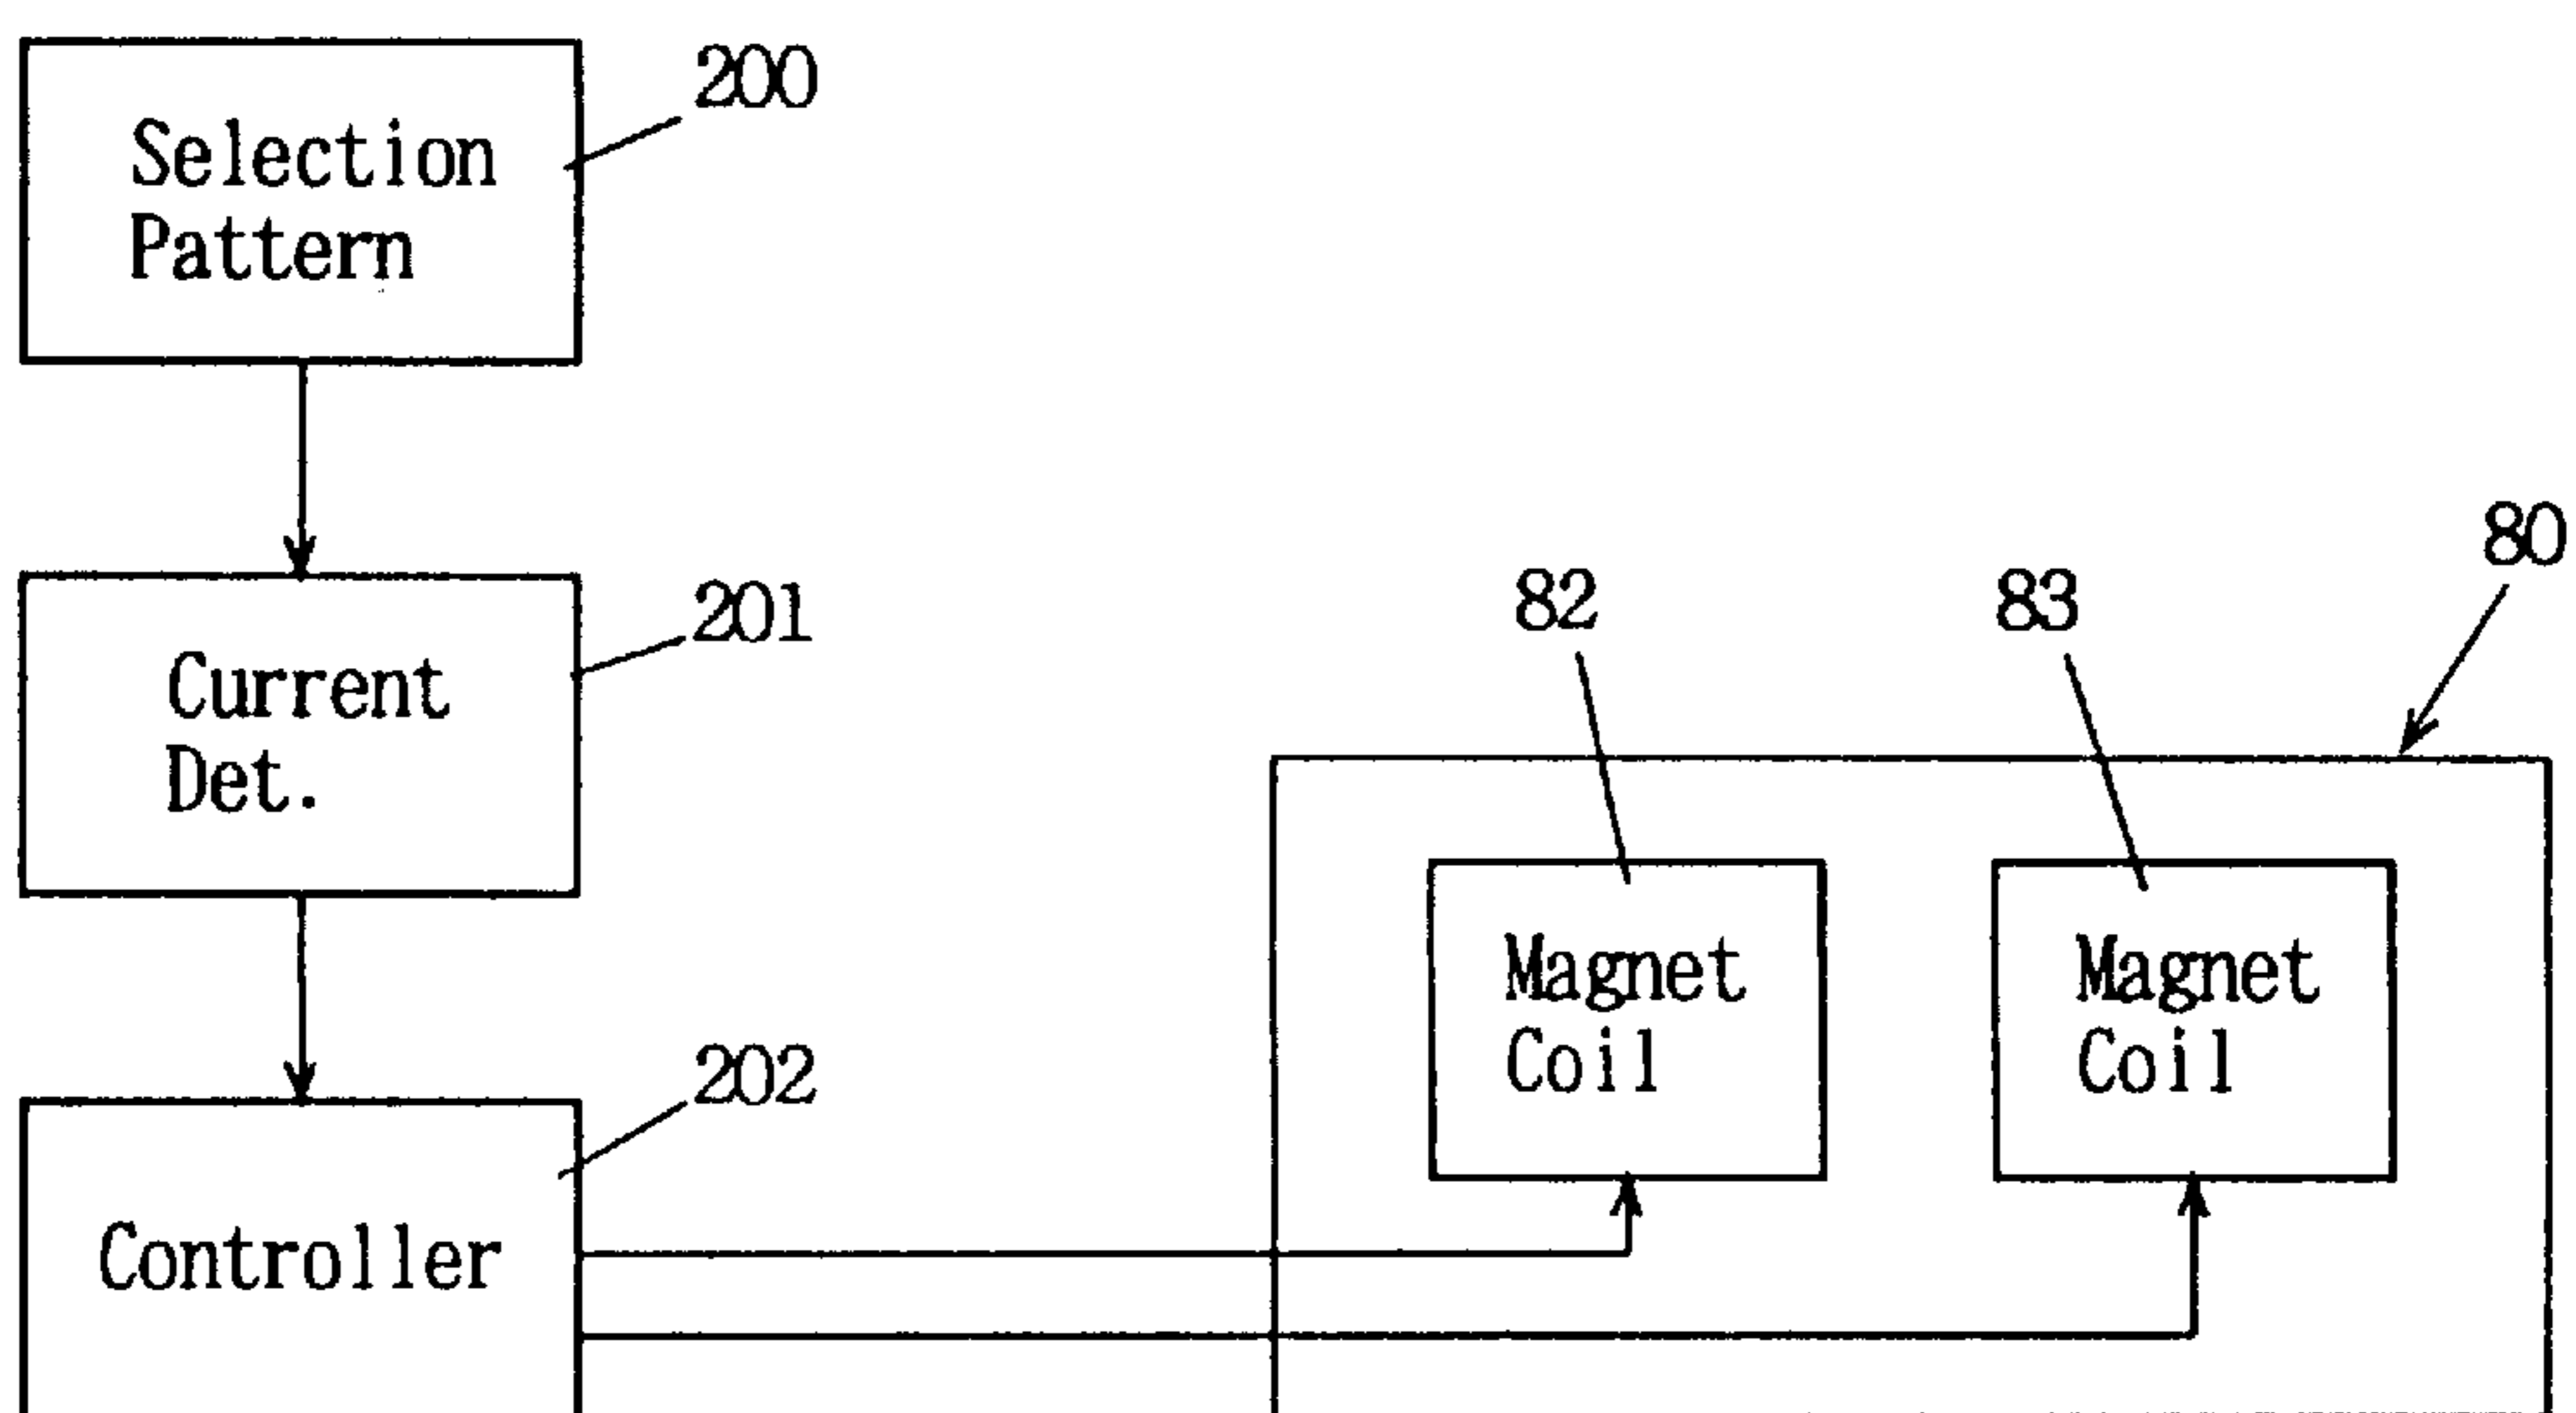 200
Selection
Pattern
201
Current
Det.
80
82
83
Magnet
Coil
Magnet
Coil
202
Controller